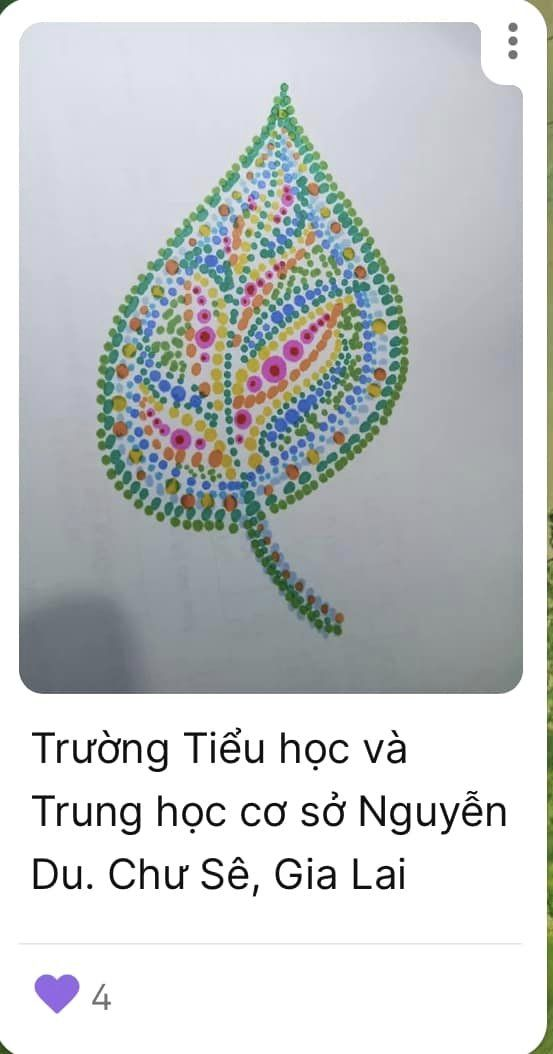 Trường Tiểu học và
Trung học cơ sở Nguyễn
Du. Chư Sê, Gia Lai
4